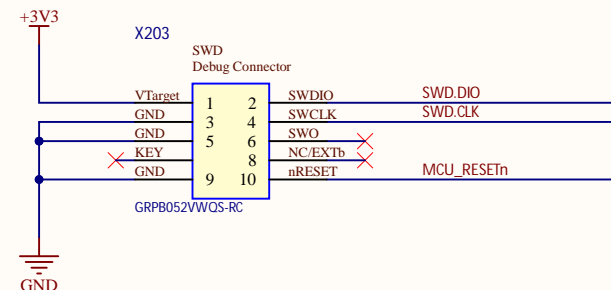 +3V3
X203
SWD
Debug Connector
VTarget 1 2 SWDIO SWD.DIO
GND 3 4 SWCLK SWD.CLK
GND 5 6 SWO
KEY 8 NC/EXTb
GND 9 10 nRESET MCU_RESETn
GRPB052VWQS-RC
GND